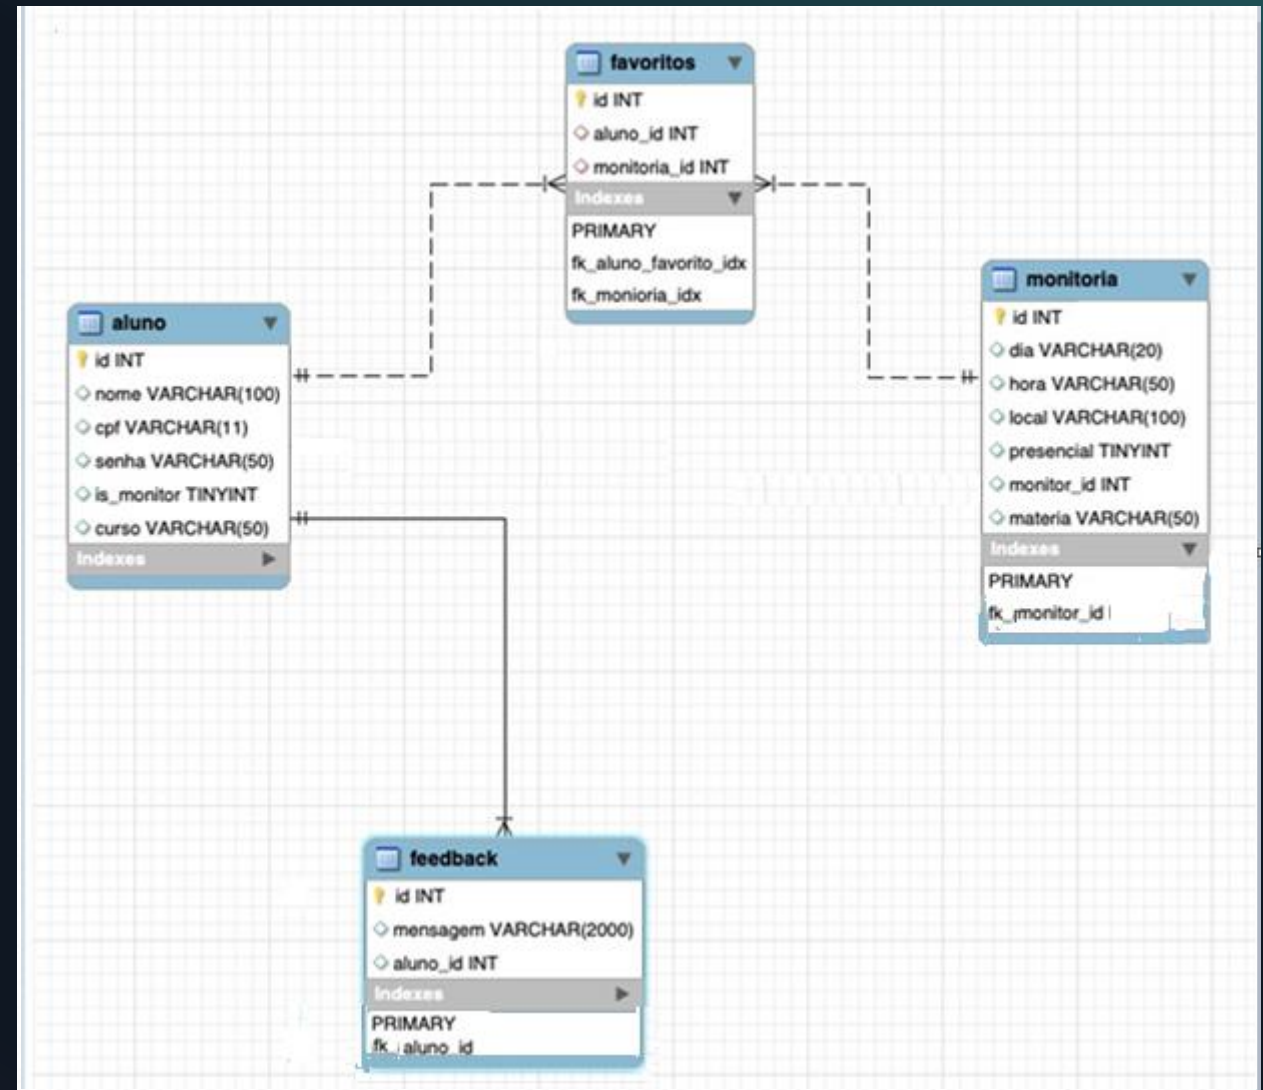 favoritos
id INT
aluno_id INT
monitoria_id INT
Indexes
PRIMARY
fk_aluno_favorito_idx
fk_monioria_idx
aluno
id INT
nome VARCHAR(100)
cpf VARCHAR(11)
senha VARCHAR(50)
is_monitor TINYINT
curso VARCHAR(50)
Indexes
monitoria
id INT
dia VARCHAR(20)
hora VARCHAR(50)
local VARCHAR(100)
presencial TINYINT
monitor_id INT
materia VARCHAR(50)
Indexes
PRIMARY
fk_monitor_id
feedback
id INT
mensagem VARCHAR(2000)
aluno_id INT
Indexes
PRIMARY
fk_aluno_id